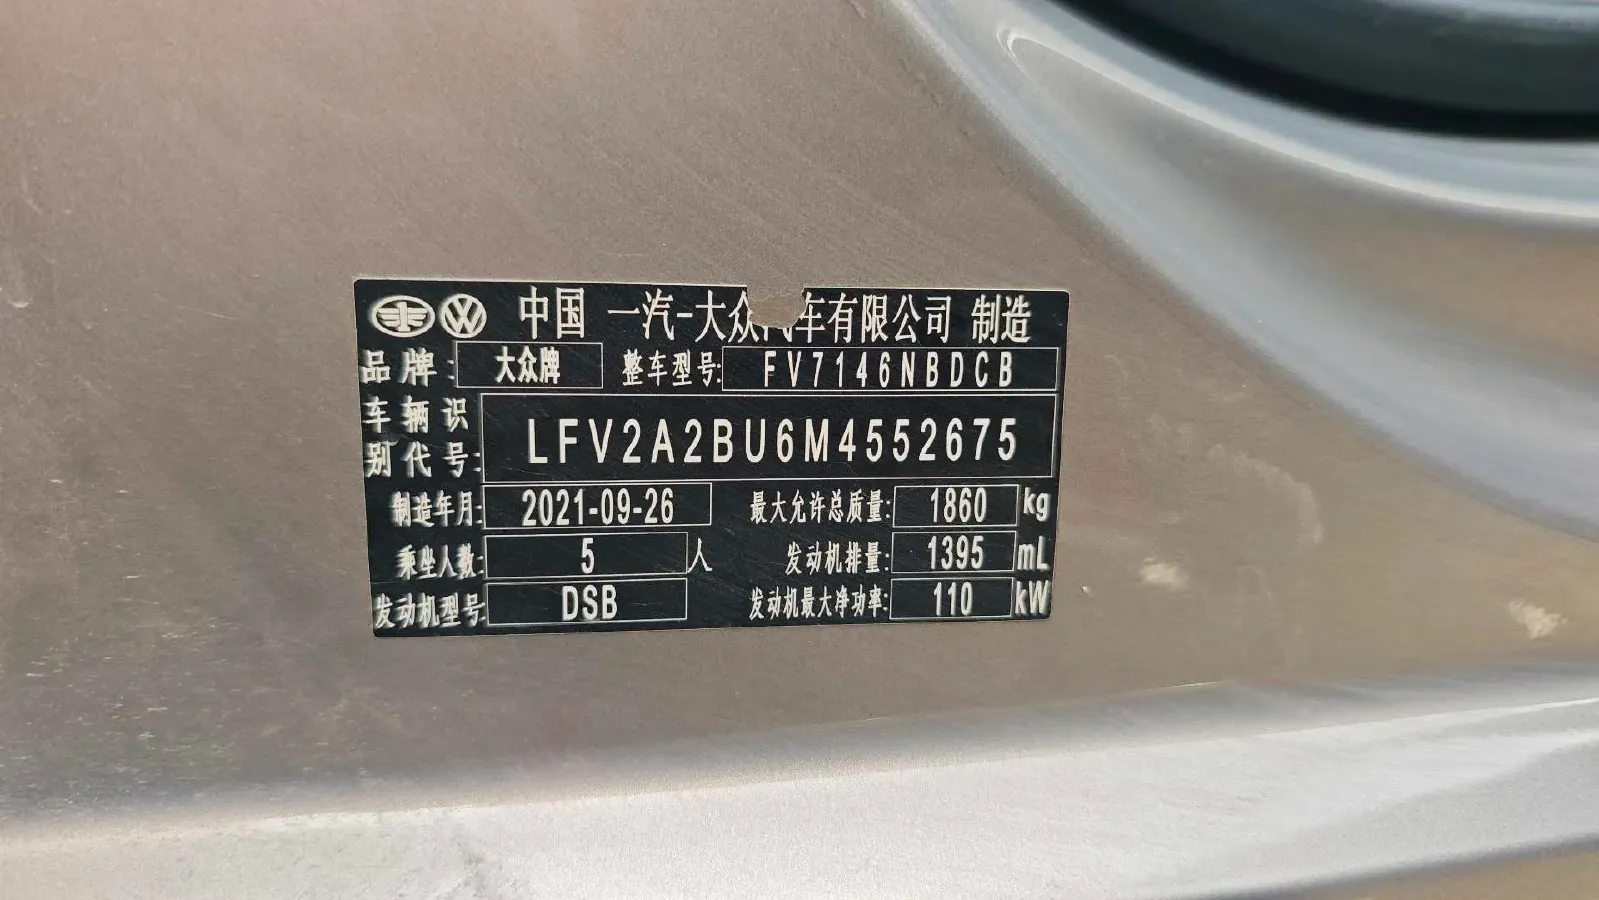 中国 一汽-大众汽车有限公司 制造
品牌: 大众牌 整车型号: FV7146NBDCB
车辆识别代号: LFV2A2BU6M4552675
制造年月: 2021-09-26 最大允许总质量: 1860 kg
乘坐人数: 5 人 发动机排量: 1395 mL
发动机型号: DSB 发动机最大净功率: 110 kW